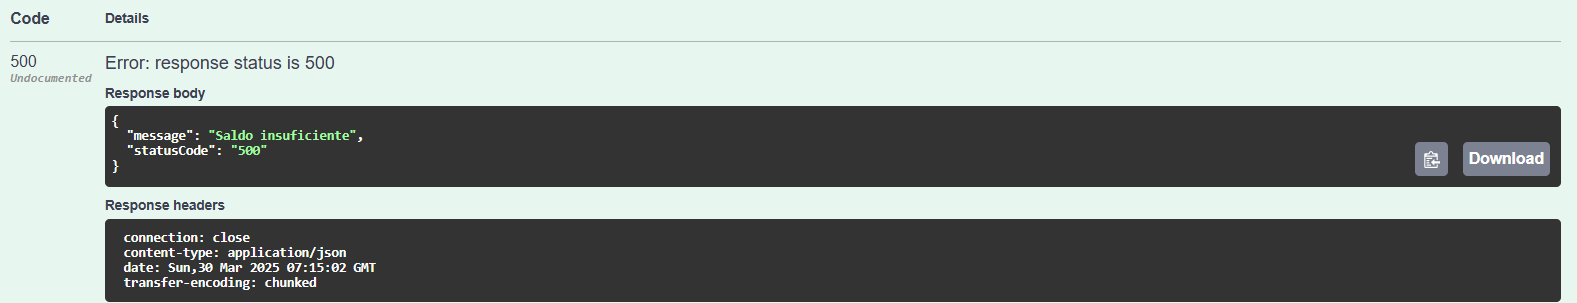 Code Details
500 Error: response status is 500
Undocumented
Response body
{
  "message": "Saldo insuficiente",
  "statusCode": "500"
}
Download
Response headers
connection: close
content-type: application/json
date: Sun,30 Mar 2025 07:15:02 GMT
transfer-encoding: chunked